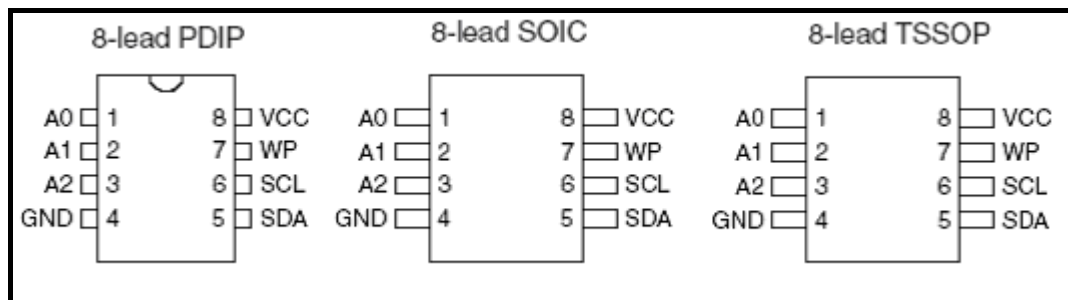 8-lead PDIP
A0 1 8 VCC
A1 2 7 WP
A2 3 6 SCL
GND 4 5 SDA
8-lead SOIC
A0 1 8 VCC
A1 2 7 WP
A2 3 6 SCL
GND 4 5 SDA
8-lead TSSOP
A0 1 8 VCC
A1 2 7 WP
A2 3 6 SCL
GND 4 5 SDA